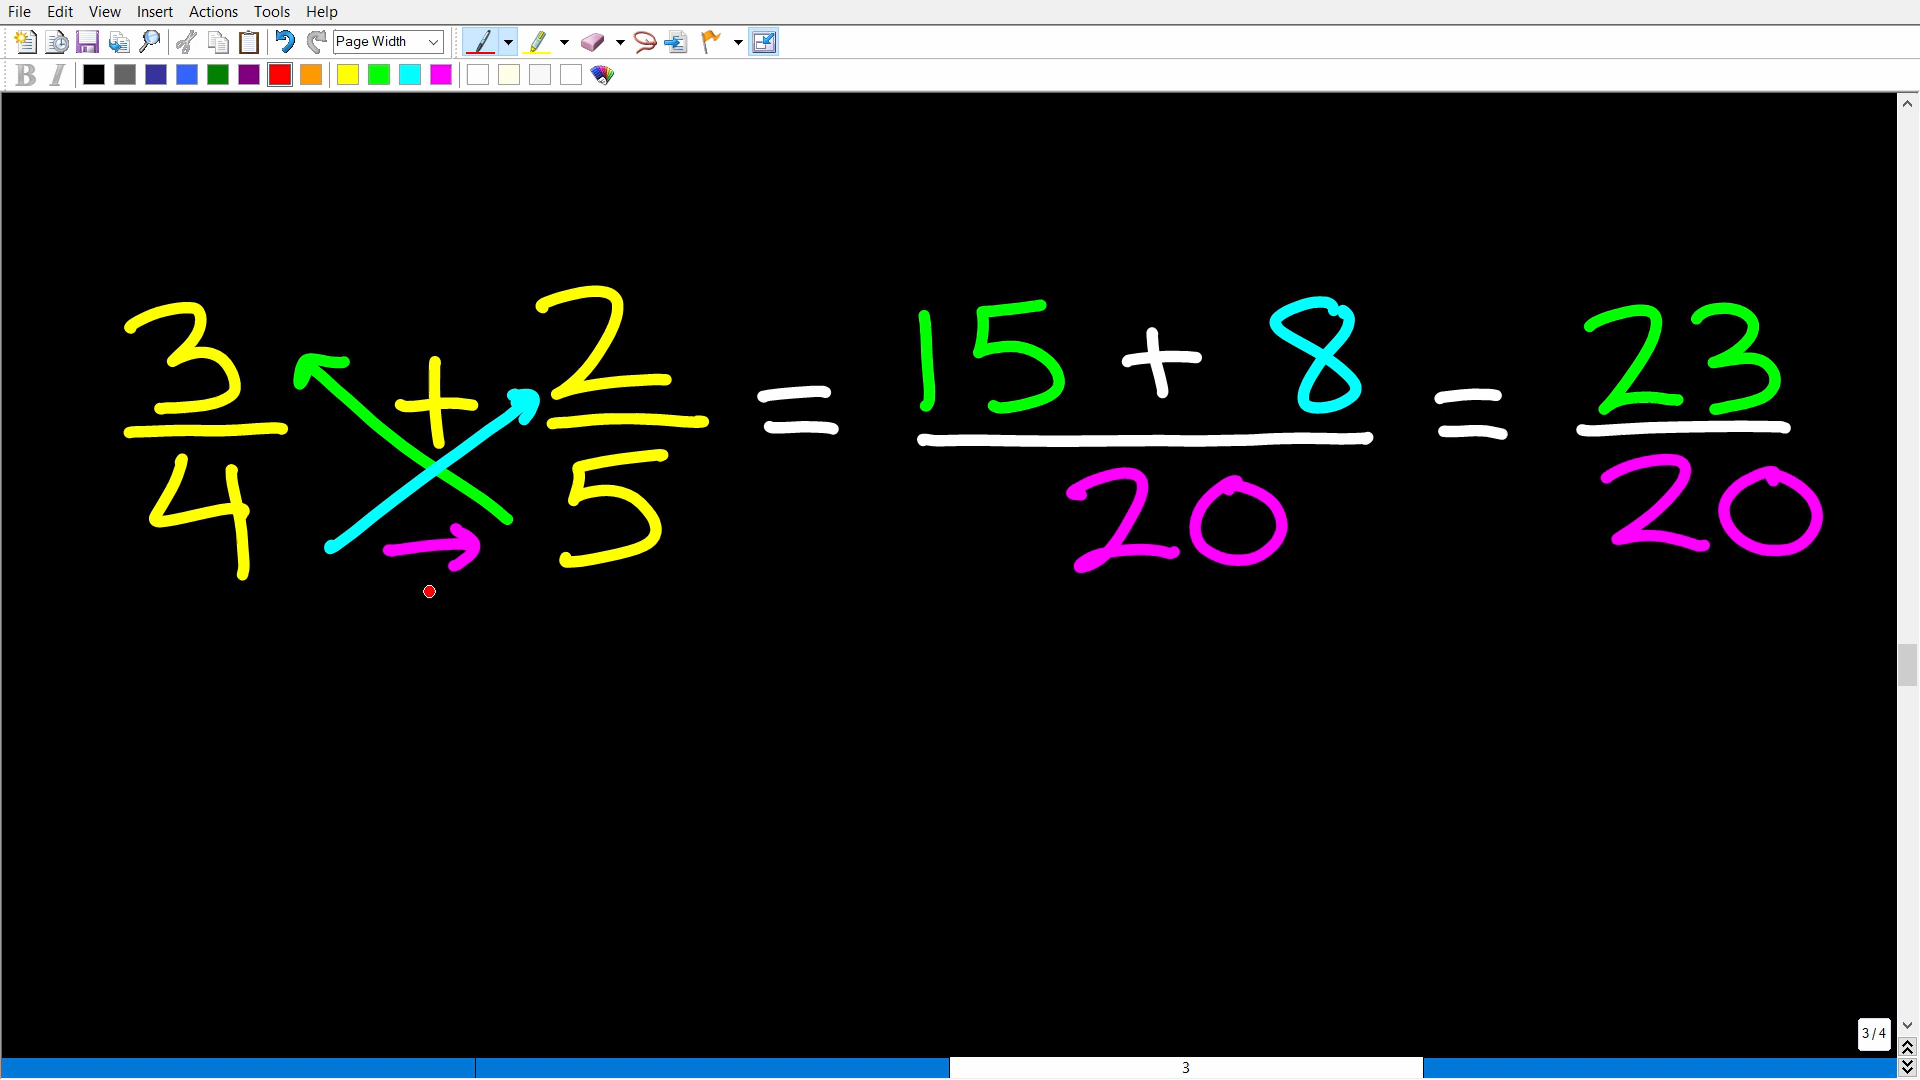 File Edit View Insert Actions Tools Help
Page Width
B I
3/4 + 2/5 = 15 + 8/20 = 23/20
3 / 4
3